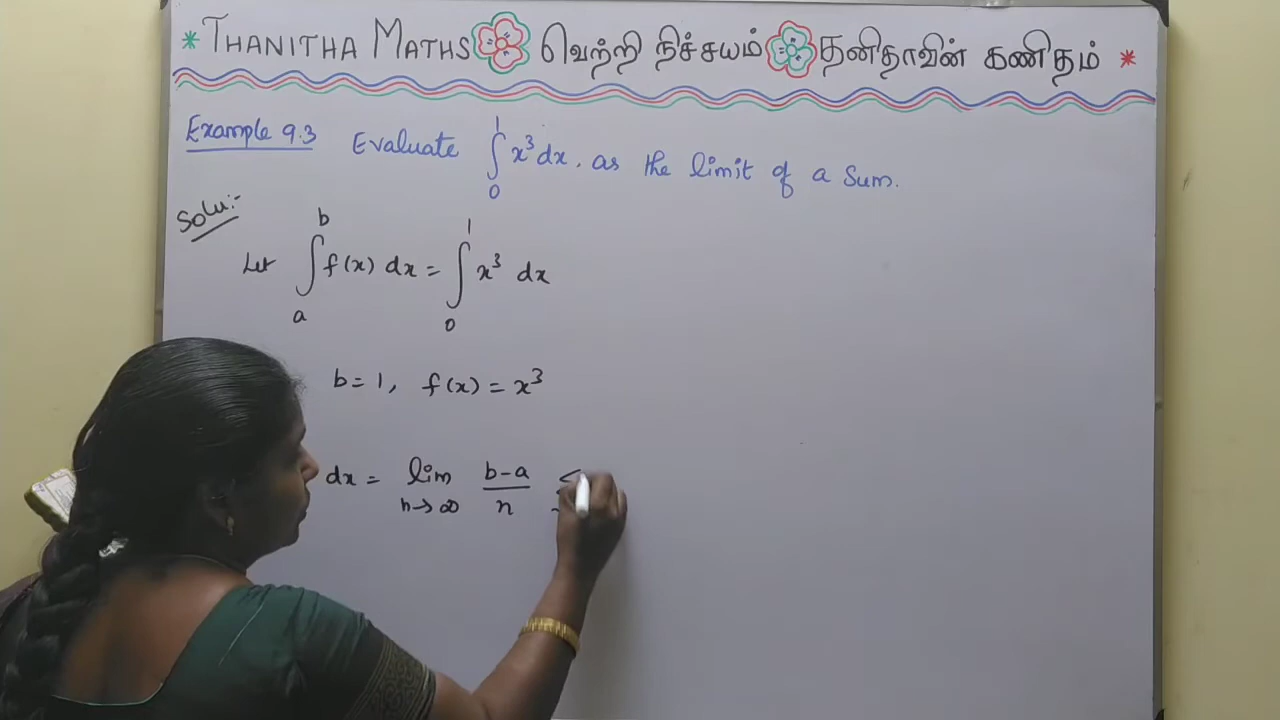 * THANITHA MATHS வெற்றி நிச்சயம் தனிதாவின் கணிதம் *
Example 9.3 Evaluate ∫₀¹ x³ dx, as the limit of a Sum.
Solu:-
Let ∫ₐᵇ f(x) dx = ∫₀¹ x³ dx
b = 1, f(x) = x³
dx = lim n→∞ b-a/n